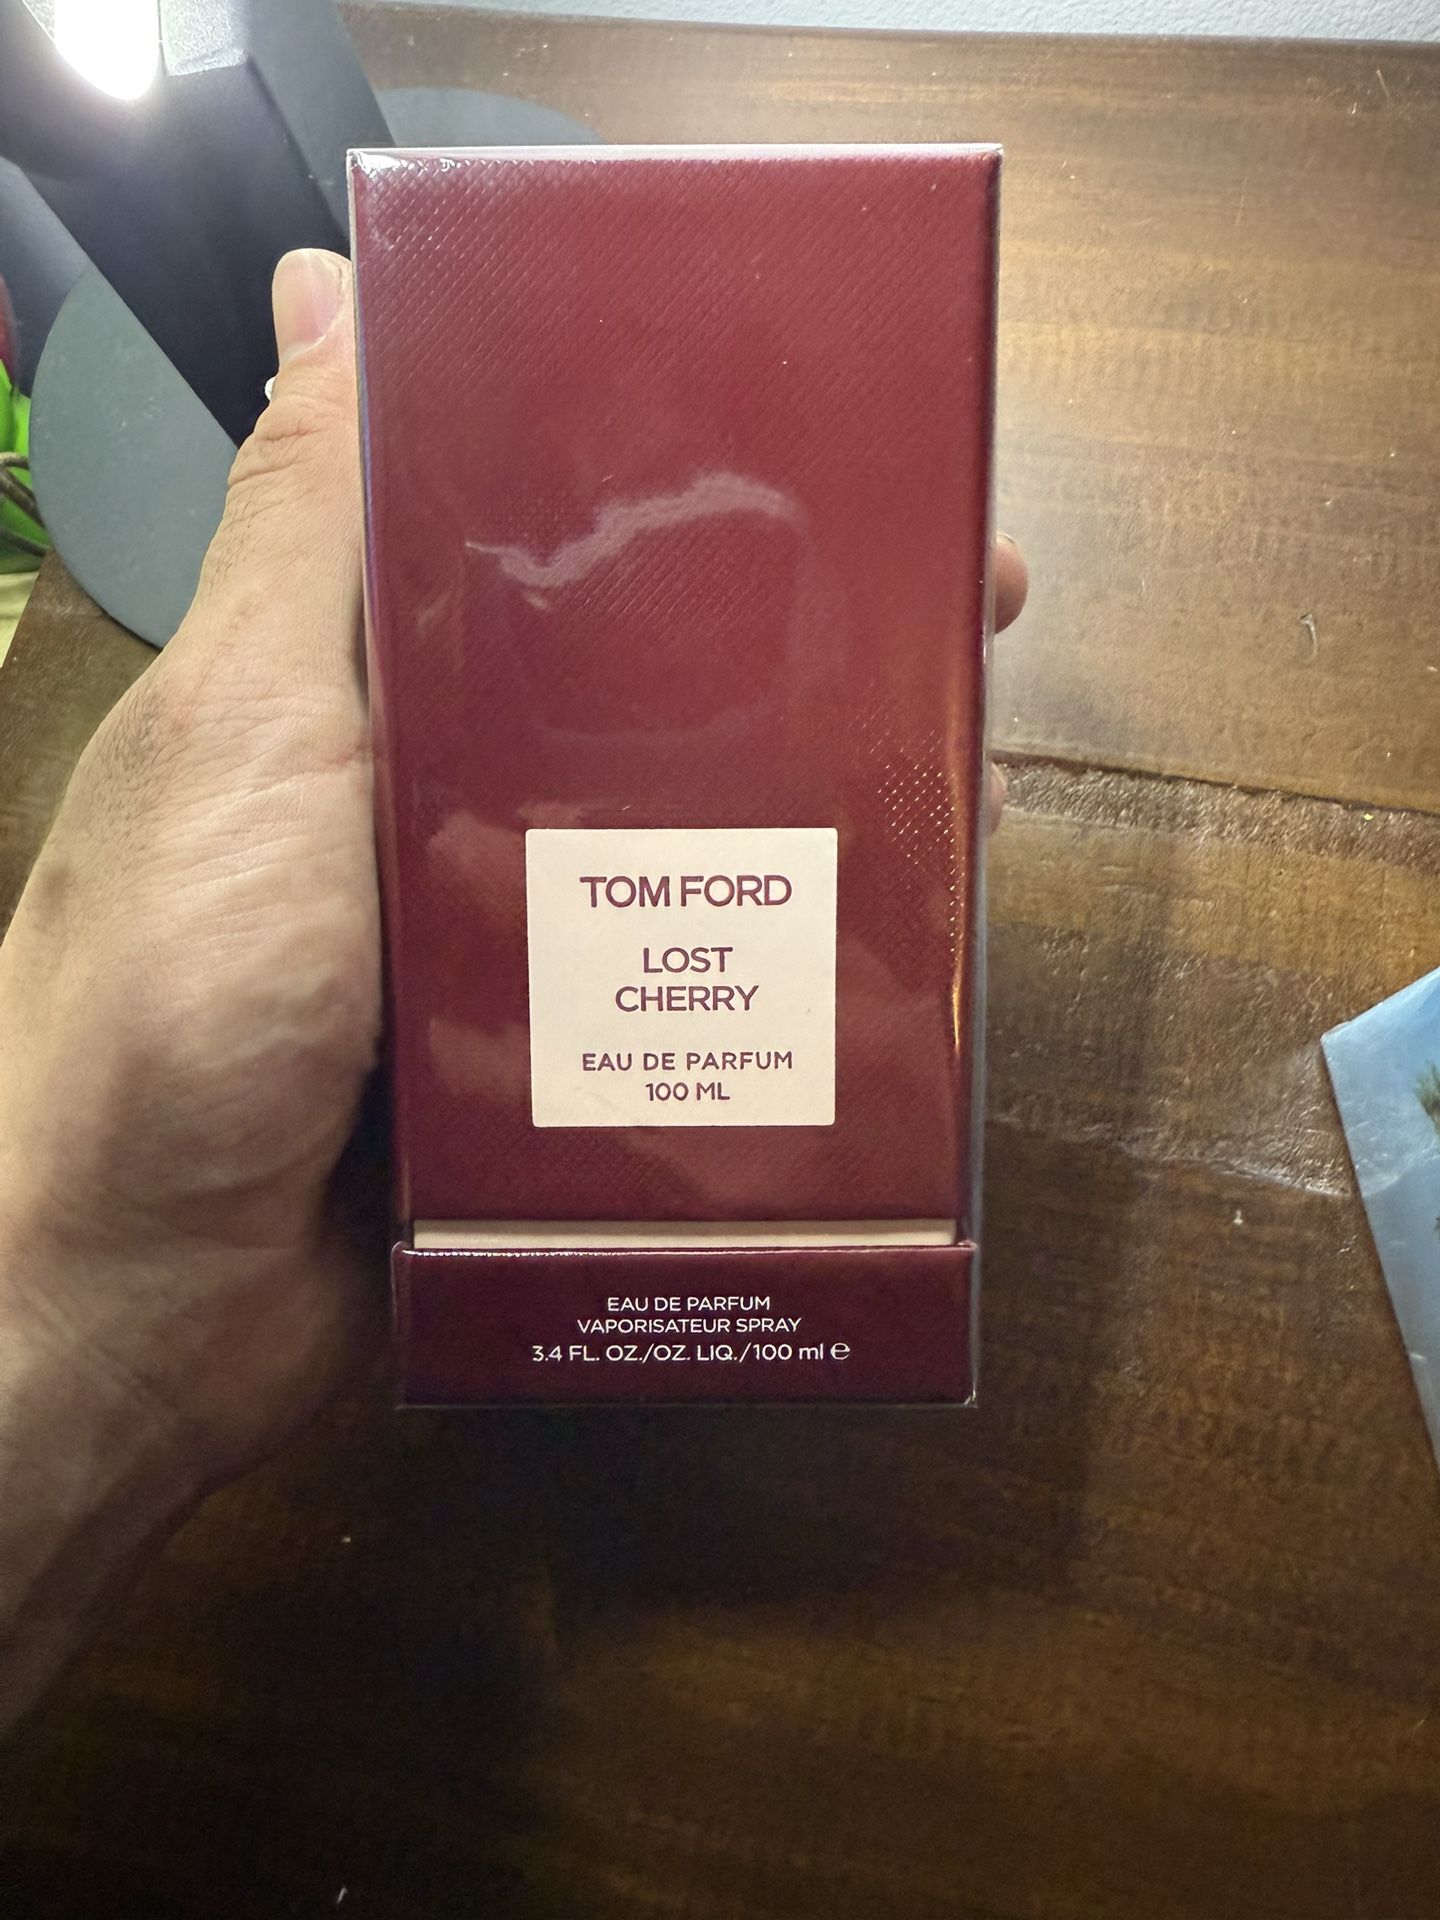 TOM FORD
LOST
CHERRY
EAU DE PARFUM
100 ML
EAU DE PARFUM
VAPORISATEUR SPRAY
3.4 FL. OZ./OZ. LIQ./100 ml ℮